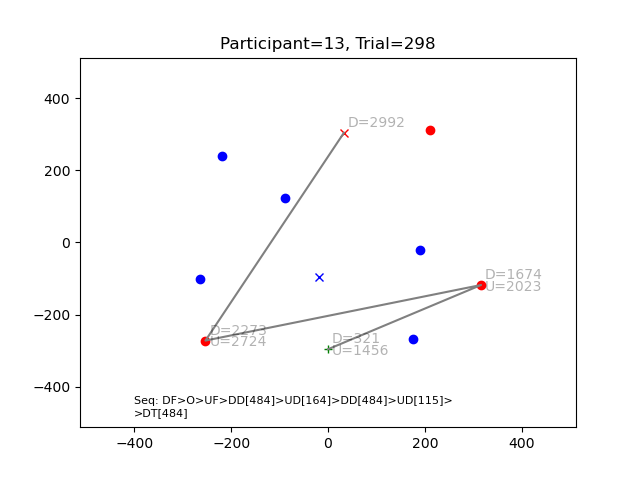 Participant=13, Trial=298
400
200
0
−200
−400
−400
−200
0
200
400
D=2992
D=1674
U=2023
D=2273
U=2724
D=321
U=1456
Seq: DF>O>UF>DD[484]>UD[164]>DD[484]>UD[115]>
>DT[484]